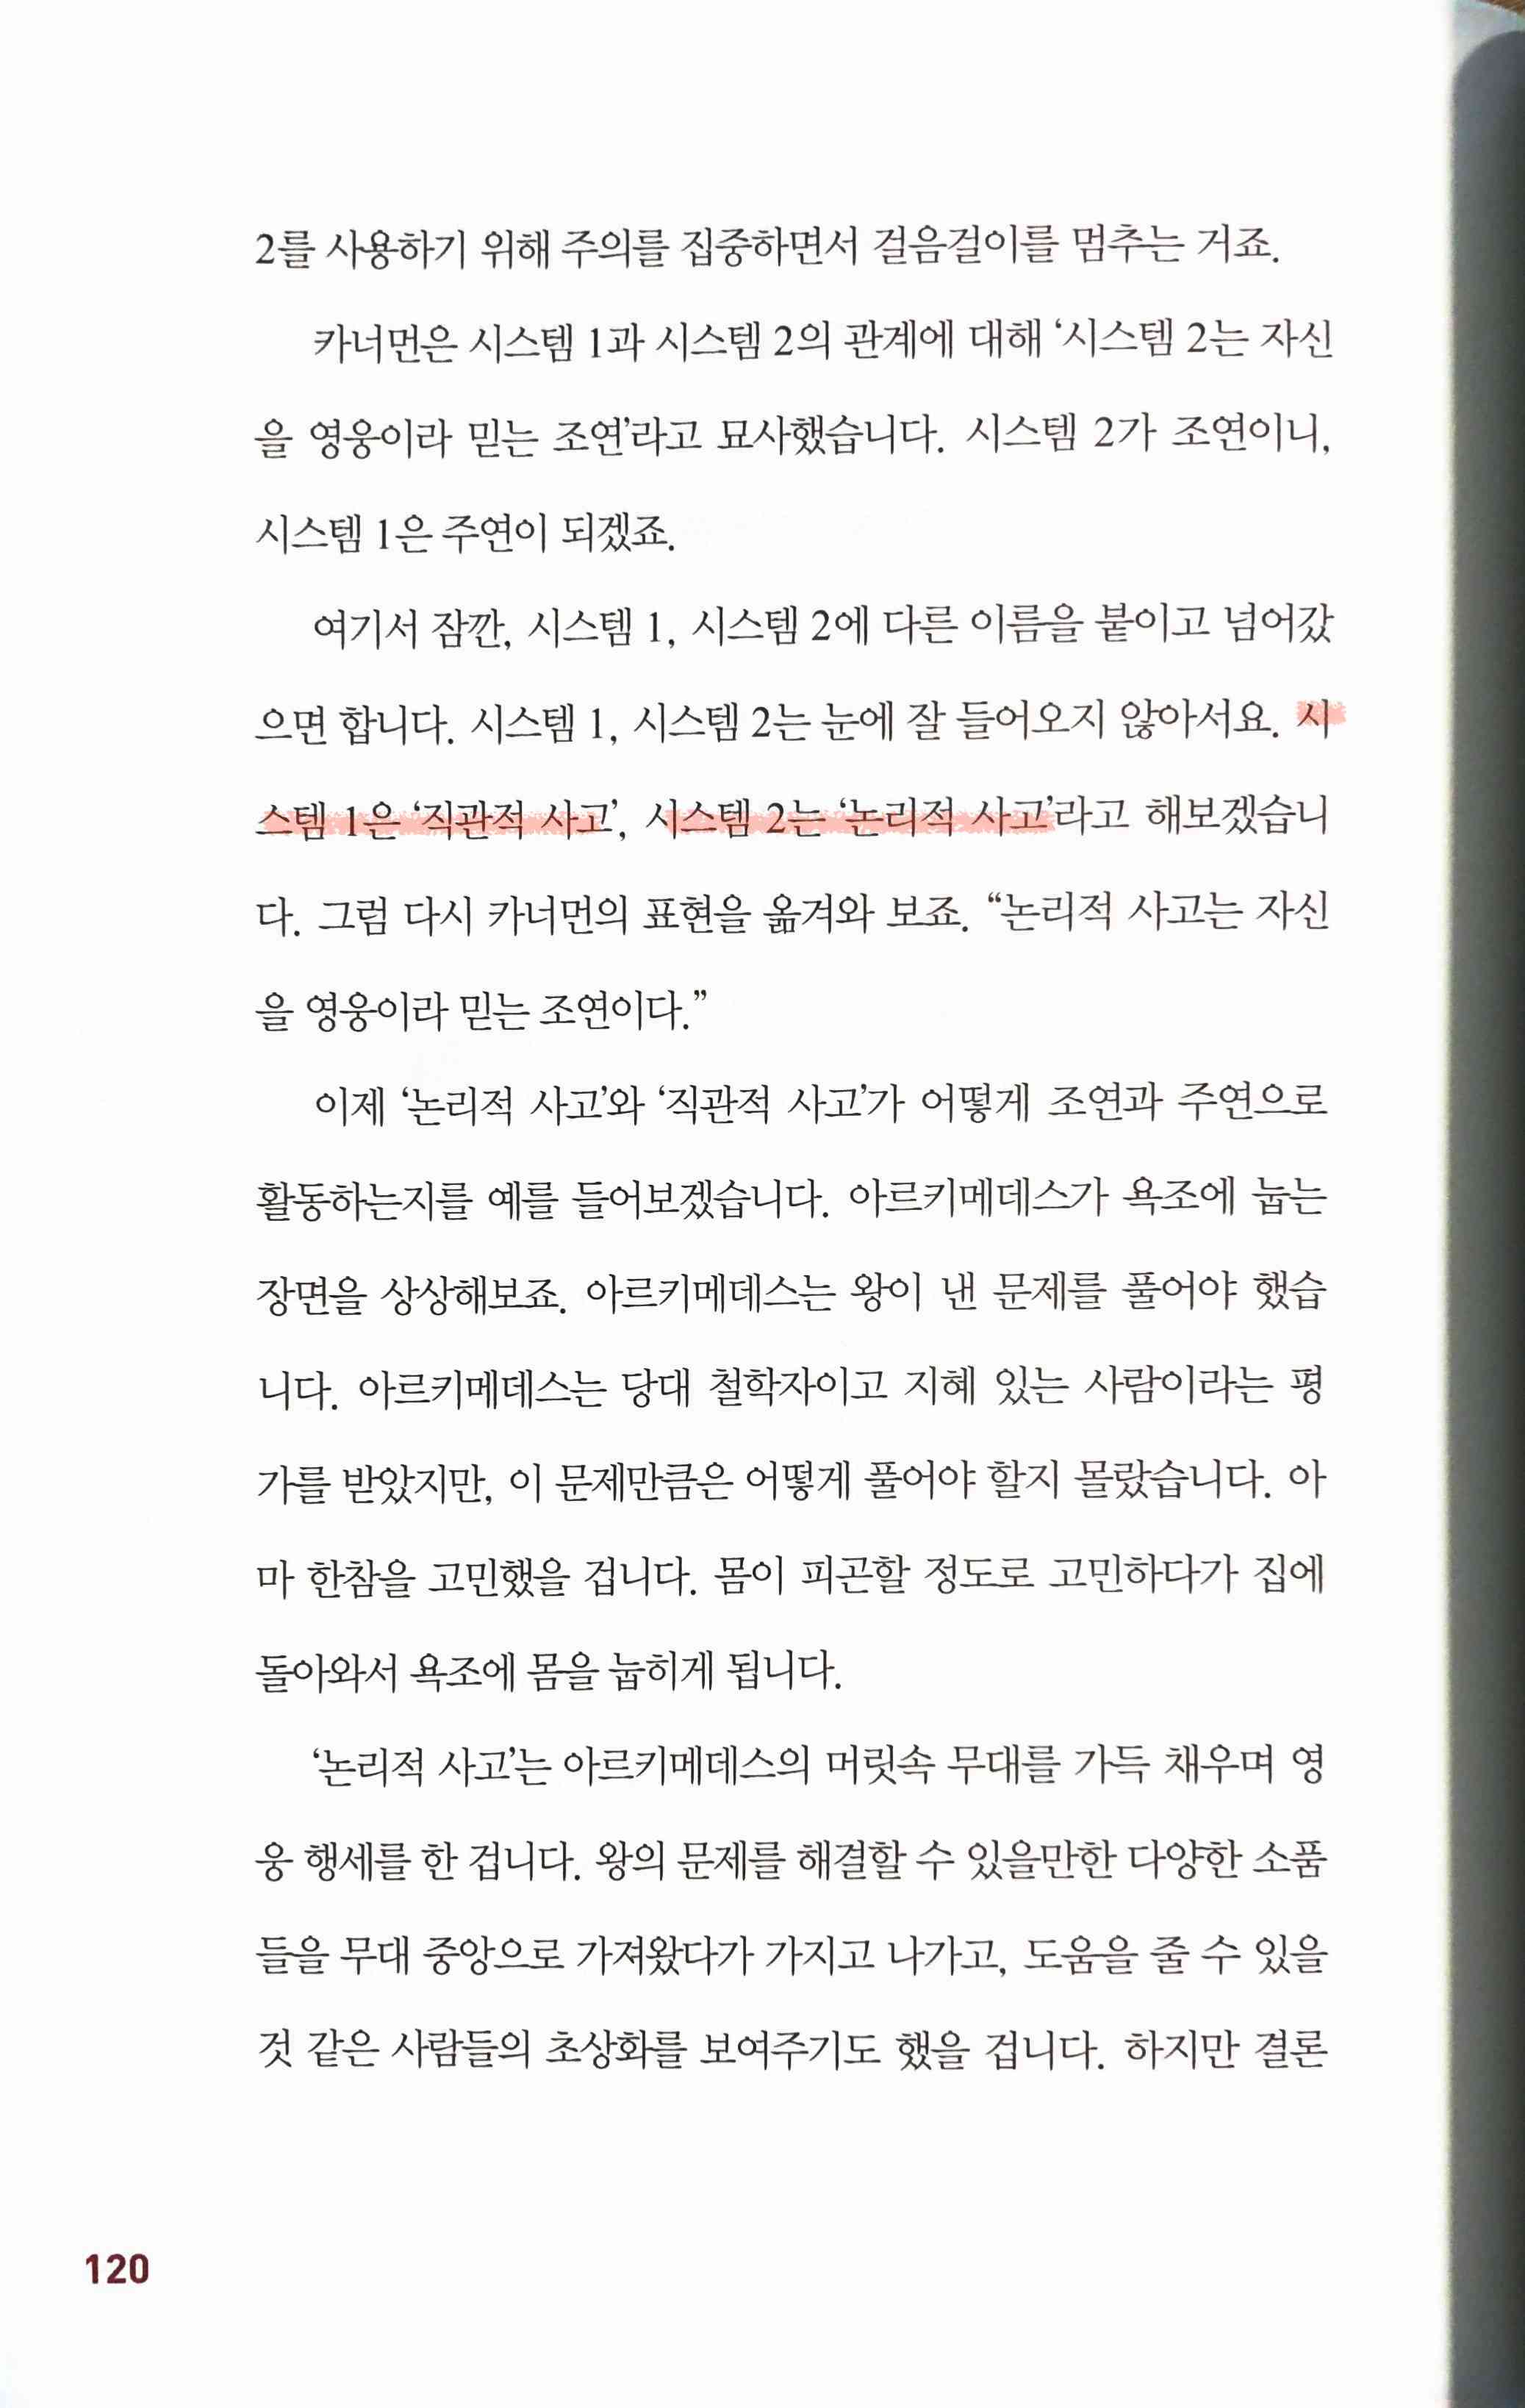 2를 사용하기 위해 주의를 집중하면서 걸음걸이를 멈추는 거죠.
카너먼은 시스템 1과 시스템 2의 관계에 대해 ‘시스템 2는 자신
을 영웅이라 믿는 조연’라고 묘사했습니다. 시스템 2가 조연이니,
시스템 1은 주연이 되겠죠.
여기서 잠깐, 시스템 1, 시스템 2에 다른 이름을 붙이고 넘어갔
으면 합니다. 시스템 1, 시스템 2는 눈에 잘 들어오지 않아서요. 시
스템 1은 ‘직관적 사고’, 시스템 2는 ‘논리적 사고’라고 해보겠습니
다. 그럼 다시 카너먼의 표현을 옮겨와 보죠. “논리적 사고는 자신
을 영웅이라 믿는 조연이다.”
이제 ‘논리적 사고’와 ‘직관적 사고’가 어떻게 조연과 주연으로
활동하는지를 예를 들어보겠습니다. 아르키메데스가 욕조에 눕는
장면을 상상해보죠. 아르키메데스는 왕이 낸 문제를 풀어야 했습
니다. 아르키메데스는 당대 철학자이고 지혜 있는 사람이라는 평
가를 받았지만, 이 문제만큼은 어떻게 풀어야 할지 몰랐습니다. 아
마 한참을 고민했을 겁니다. 몸이 피곤할 정도로 고민하다가 집에
돌아와서 욕조에 몸을 눕히게 됩니다.
‘논리적 사고’는 아르키메데스의 머릿속 무대를 가득 채우며 영
웅 행세를 한 겁니다. 왕의 문제를 해결할 수 있을만한 다양한 소품
들을 무대 중앙으로 가져왔다가 가지고 나가고, 도움을 줄 수 있을
것 같은 사람들의 초상화를 보여주기도 했을 겁니다. 하지만 결론
120